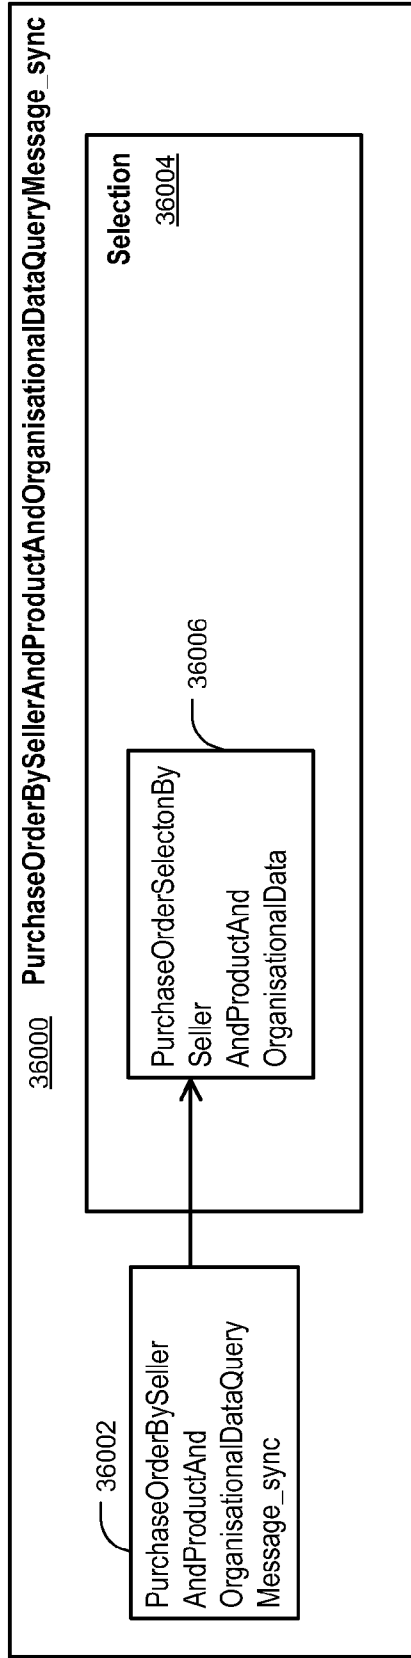 36000 PurchaseOrderBySellerAndProductAndOrganisationalDataQueryMessage_sync
36002
PurchaseOrderBySeller
AndProductAnd
OrganisationalDataQuery
Message_sync
Selection
36004
36006
PurchaseOrderSelectonBy
Seller
AndProductAnd
OrganisationalData